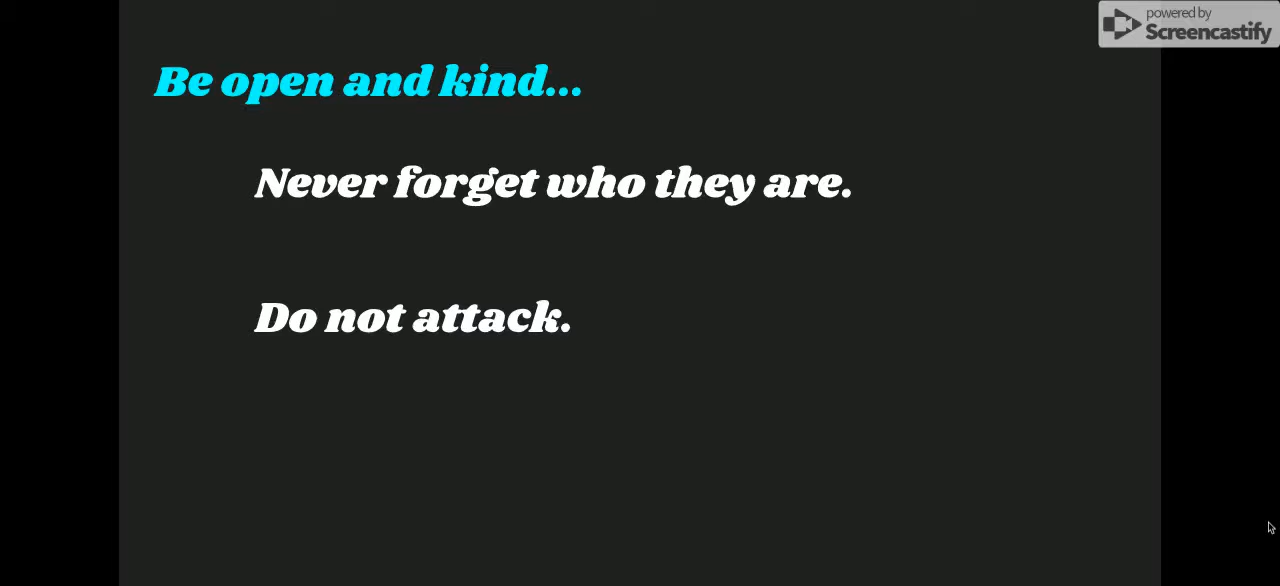 powered by
Screencastify
Be open and kind...
Never forget who they are.
Do not attack.